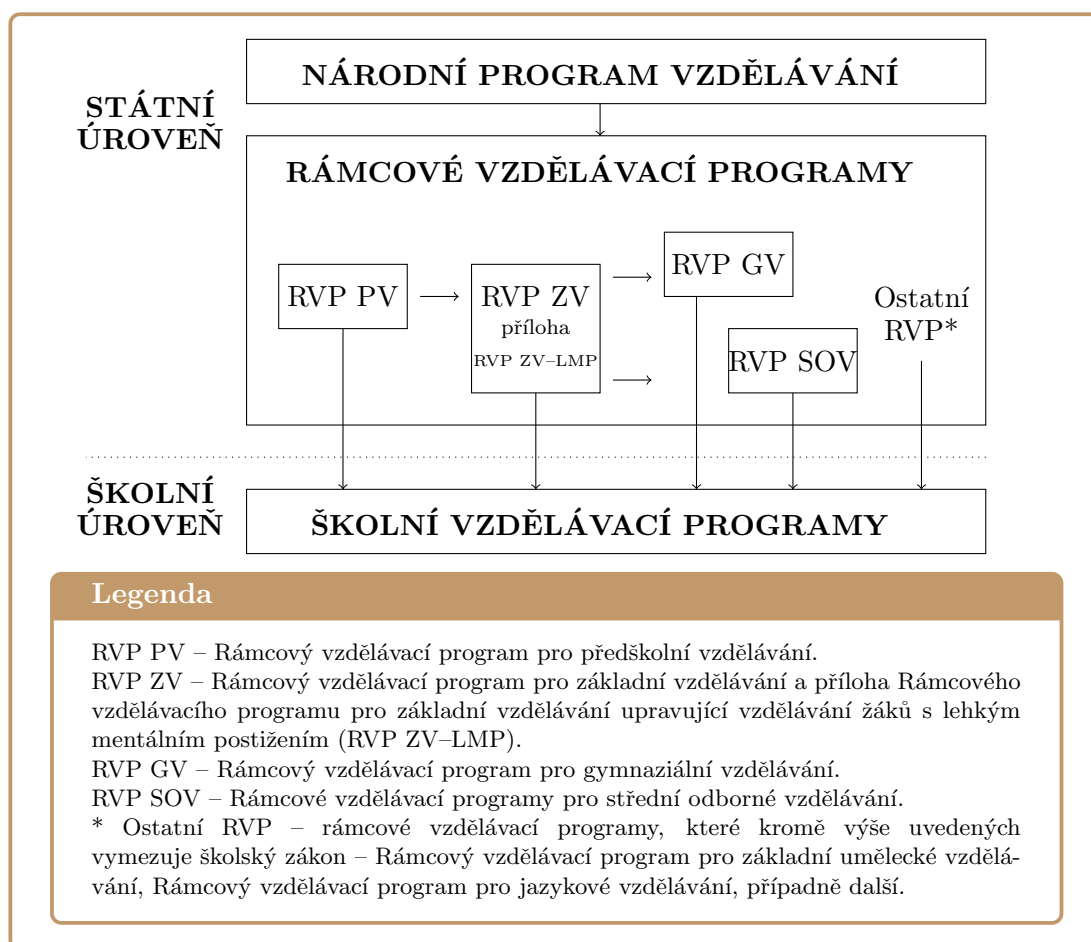 NÁRODNÍ PROGRAM VZDĚLÁVÁNÍ
STÁTNÍ
ÚROVEŇ
RÁMCOVÉ VZDĚLÁVACÍ PROGRAMY
RVP PV
RVP ZV
příloha
RVP ZV–LMP
RVP GV
RVP SOV
Ostatní
RVP*
ŠKOLNÍ
ÚROVEŇ
ŠKOLNÍ VZDĚLÁVACÍ PROGRAMY
Legenda
RVP PV – Rámcový vzdělávací program pro předškolní vzdělávání.
RVP ZV – Rámcový vzdělávací program pro základní vzdělávání a příloha Rámcového
vzdělávacího programu pro základní vzdělávání upravující vzdělávání žáků s lehkým
mentálním postižením (RVP ZV–LMP).
RVP GV – Rámcový vzdělávací program pro gymnaziální vzdělávání.
RVP SOV – Rámcové vzdělávací programy pro střední odborné vzdělávání.
* Ostatní RVP – rámcové vzdělávací programy, které kromě výše uvedených
vymezuje školský zákon – Rámcový vzdělávací program pro základní umělecké vzdělá-
vání, Rámcový vzdělávací program pro jazykové vzdělávání, případně další.